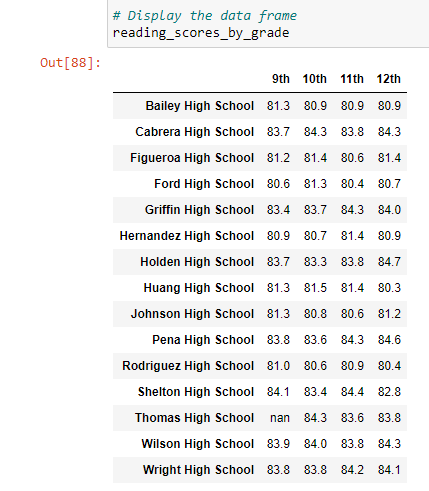 # Display the data frame
reading_scores_by_grade
Out[88]:
9th 10th 11th 12th
Bailey High School 81.3 80.9 80.9 80.9
Cabrera High School 83.7 84.3 83.8 84.3
Figueroa High School 81.2 81.4 80.6 81.4
Ford High School 80.6 81.3 80.4 80.7
Griffin High School 83.4 83.7 84.3 84.0
Hernandez High School 80.9 80.7 81.4 80.9
Holden High School 83.7 83.3 83.8 84.7
Huang High School 81.3 81.5 81.4 80.3
Johnson High School 81.3 80.8 80.6 81.2
Pena High School 83.8 83.6 84.3 84.6
Rodriguez High School 81.0 80.6 80.9 80.4
Shelton High School 84.1 83.4 84.4 82.8
Thomas High School nan 84.3 83.6 83.8
Wilson High School 83.9 84.0 83.8 84.3
Wright High School 83.8 83.8 84.2 84.1